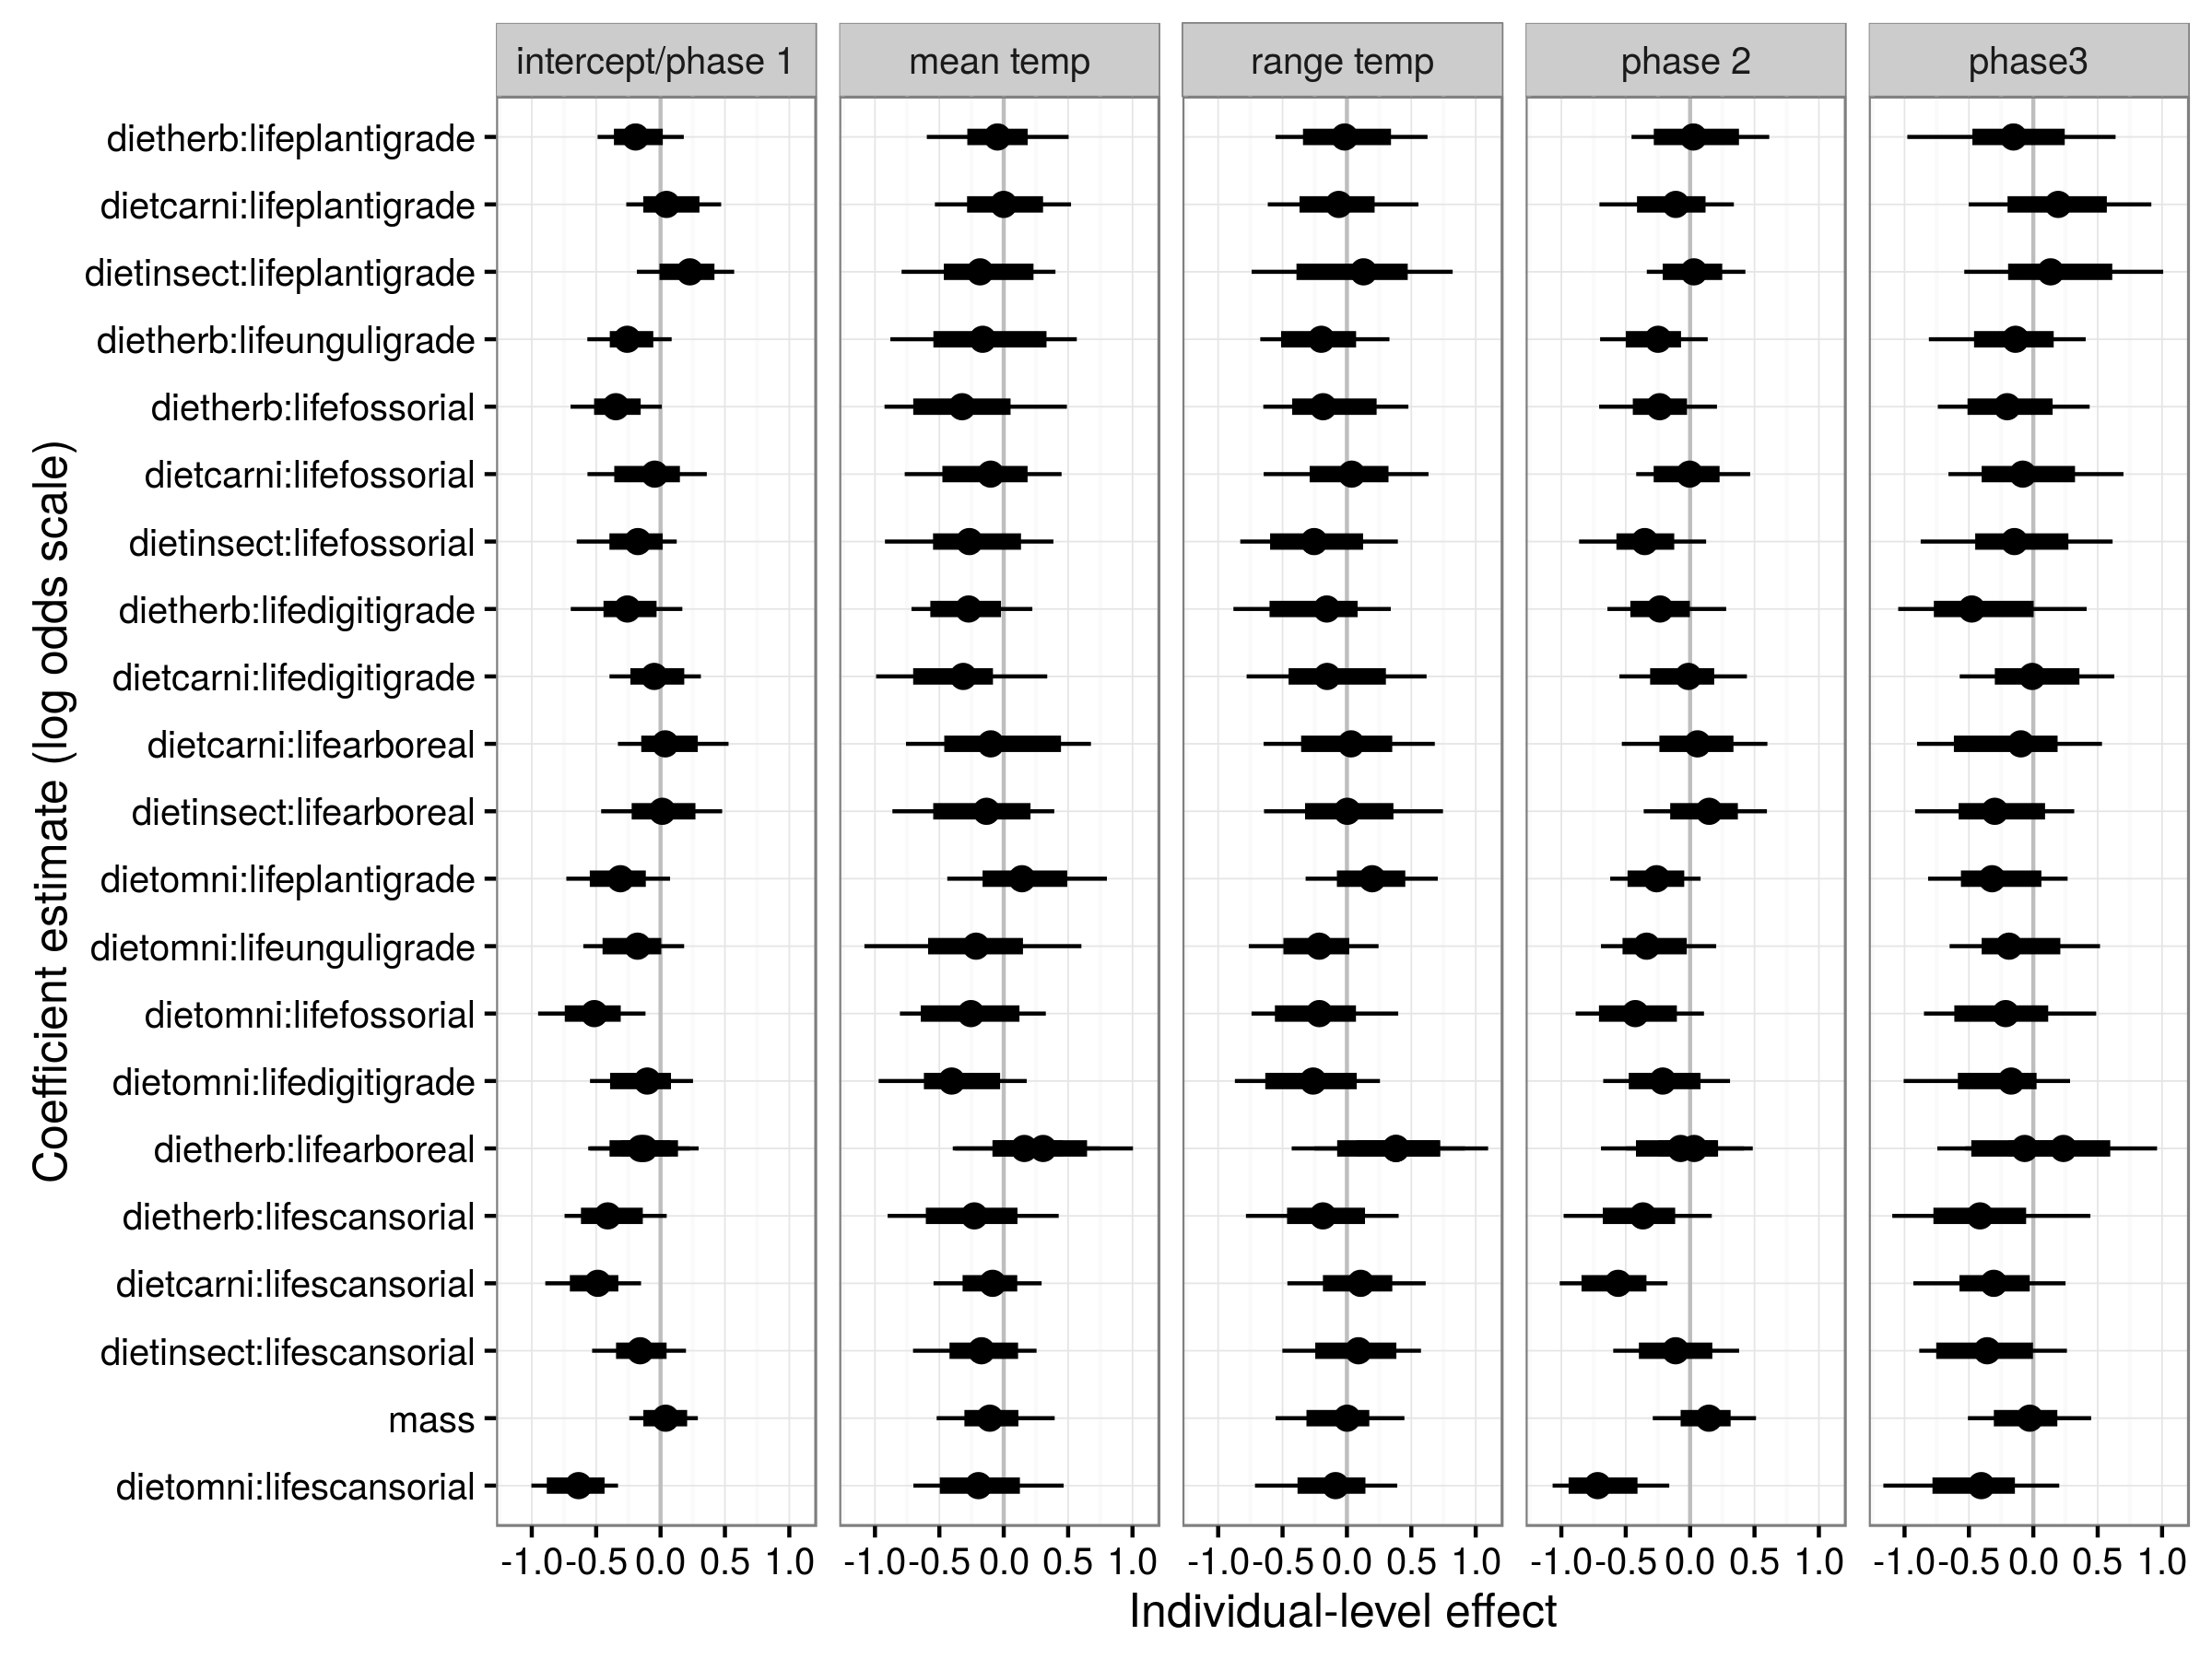 intercept/phase 1
mean temp
range temp
phase 2
phase3
Coefficient estimate (log odds scale)
dietherb:lifeplantigrade
dietcarni:lifeplantigrade
dietinsect:lifeplantigrade
dietherb:lifeunguligrade
dietherb:lifefossorial
dietcarni:lifefossorial
dietinsect:lifefossorial
dietherb:lifedigitigrade
dietcarni:lifedigitigrade
dietcarni:lifearboreal
dietinsect:lifearboreal
dietomni:lifeplantigrade
dietomni:lifeunguligrade
dietomni:lifefossorial
dietomni:lifedigitigrade
dietherb:lifearboreal
dietherb:lifescansorial
dietcarni:lifescansorial
dietinsect:lifescansorial
mass
dietomni:lifescansorial
-1.0 -0.5 0.0 0.5 1.0
-1.0 -0.5 0.0 0.5 1.0
-1.0 -0.5 0.0 0.5 1.0
-1.0 -0.5 0.0 0.5 1.0
-1.0 -0.5 0.0 0.5 1.0
Individual-level effect